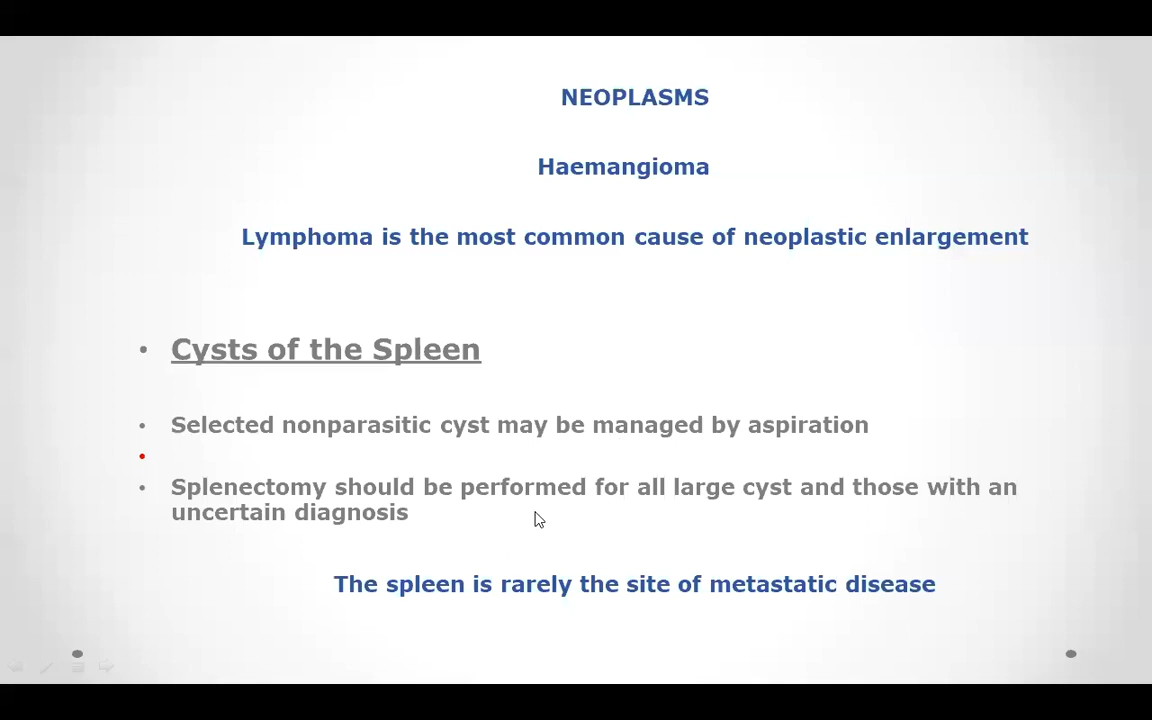 NEOPLASMS
Haemangioma
Lymphoma is the most common cause of neoplastic enlargement
• Cysts of the Spleen
• Selected nonparasitic cyst may be managed by aspiration
•
• Splenectomy should be performed for all large cyst and those with an
uncertain diagnosis
The spleen is rarely the site of metastatic disease